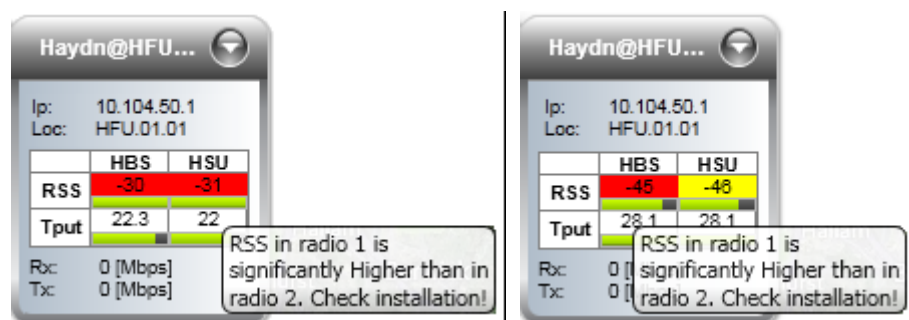 Haydn@HFU...
Ip: 10.104.50.1
Loc: HFU.01.01
HBS HSU
RSS -30 -31
Tput 22.3 22
Rx: 0 [Mbps]
Tx: 0 [Mbps]
RSS in radio 1 is
significantly Higher than in
radio 2. Check installation!
Haydn@HFU...
Ip: 10.104.50.1
Loc: HFU.01.01
HBS HSU
RSS -45 -46
Tput 28.1 28.1
Rx: 0 [
Tx: 0 [
RSS in radio 1 is
significantly Higher than in
radio 2. Check installation!